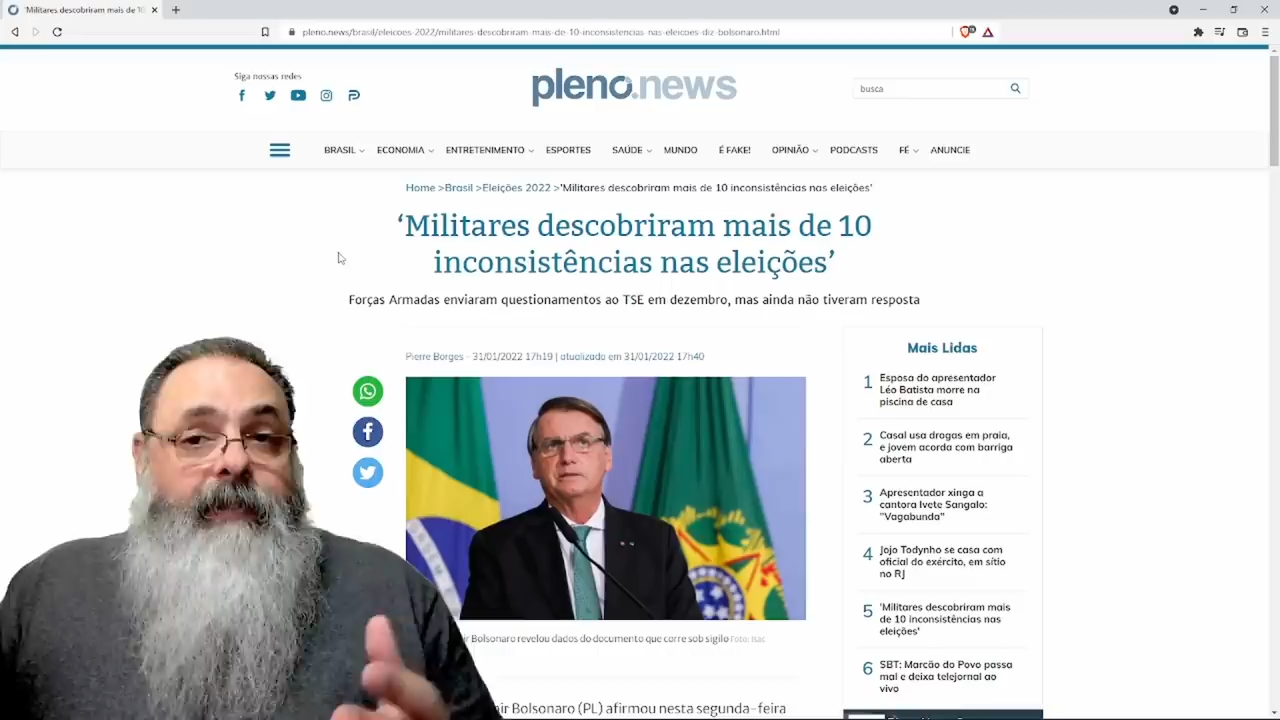 'Militares descobriram mais de 10
pleno.news/brasil/eleicoes-2022/militares-descobriram-mais-de-10-inconsistencias-nas-eleicoes-diz-bolsonaro.html
Siga nossas redes
pleno.news
busca
BRASIL ECONOMIA ENTRETENIMENTO ESPORTES SAÚDE MUNDO É FAKE! OPINIÃO PODCASTS FÉ ANUNCIE
Home >Brasil >Eleições 2022 >'Militares descobriram mais de 10 inconsistências nas eleições'
‘Militares descobriram mais de 10
inconsistências nas eleições’
Forças Armadas enviaram questionamentos ao TSE em dezembro, mas ainda não tiveram resposta
Pierre Borges - 31/01/2022 17h19 | atualizado em 31/01/2022 17h40
ir Bolsonaro revelou dados do documento que corre sob sigilo Foto: Isac
air Bolsonaro (PL) afirmou nesta segunda-feira
Mais Lidas
1 Esposa do apresentador
Léo Batista morre na
piscina de casa
2 Casal usa drogas em praia,
e jovem acorda com barriga
aberta
3 Apresentador xinga a
cantora Ivete Sangalo:
"Vagabunda"
4 Jojo Todynho se casa com
oficial do exército, em sítio
no RJ
5 'Militares descobriram mais
de 10 inconsistências nas
eleições'
6 SBT: Marcão do Povo passa
mal e deixa telejornal ao
vivo